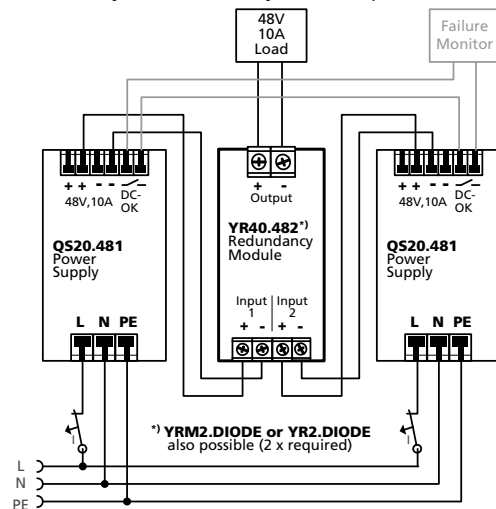 48V
10A
Load
Failure
Monitor
+ + - - DC-
48V,10A OK
QS20.481
Power
Supply
L N PE
+ -
Output
YR40.482*)
Redundancy
Module
Input Input
1 2
+ - + -
+ + - - DC-
48V,10A OK
QS20.481
Power
Supply
L N PE
I
I
*) YRM2.DIODE or YR2.DIODE
also possible (2 x required)
L
N
PE